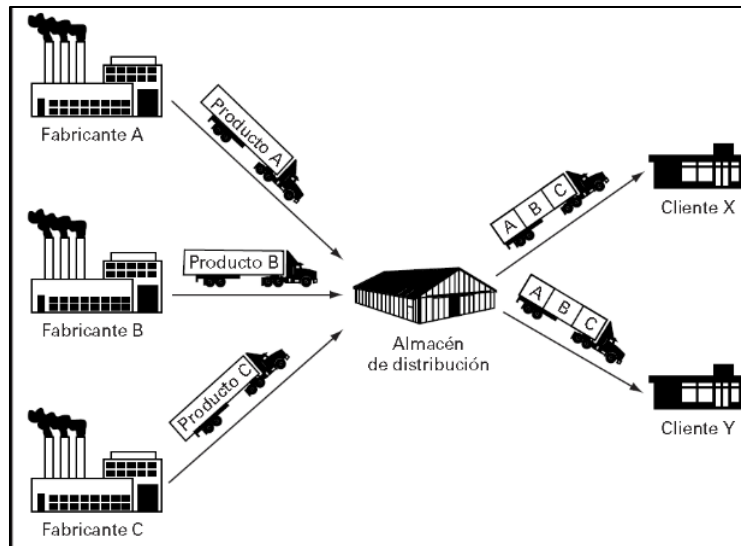 Fabricante A
Producto A
Fabricante B
Producto B
Fabricante C
Producto C
Almacén
de distribución
A B C
Cliente X
A B C
Cliente Y